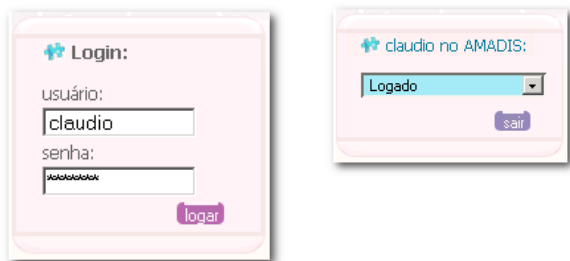 Login:
usuário:
claudio
senha:
********
logar
claudio no AMADIS:
Logado
sair